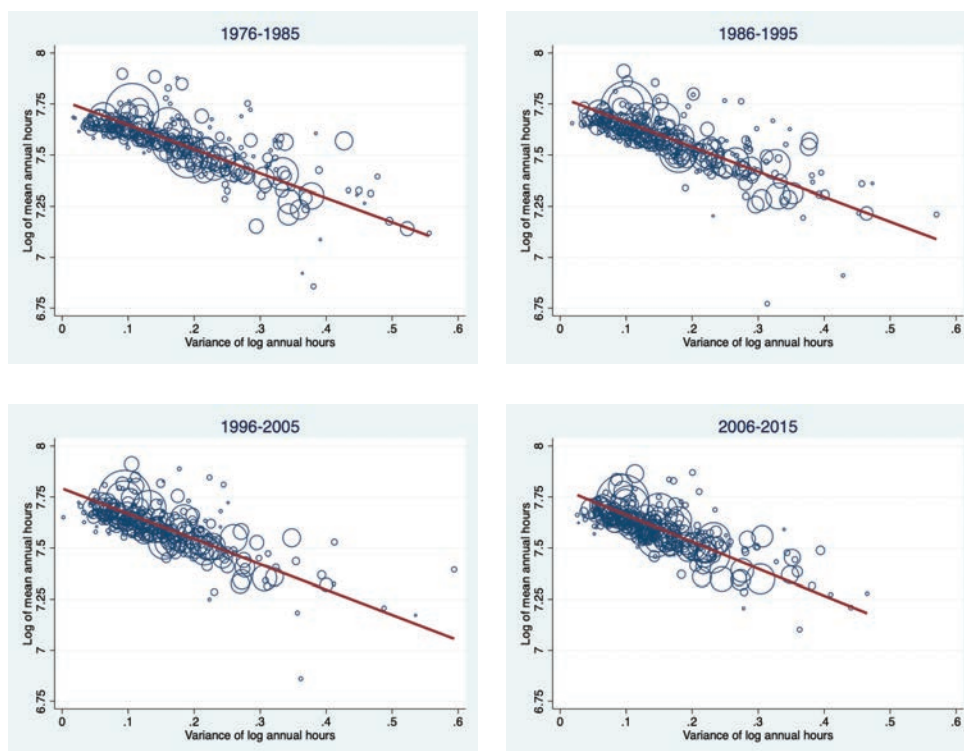 1976-1985
Log of mean annual hours
8
7.75
7.5
7.25
7
6.75
0 .1 .2 .3 .4 .5 .6
Variance of log annual hours
1986-1995
Log of mean annual hours
8
7.75
7.5
7.25
7
6.75
0 .1 .2 .3 .4 .5 .6
Variance of log annual hours
1996-2005
Log of mean annual hours
8
7.75
7.5
7.25
7
6.75
0 .1 .2 .3 .4 .5 .6
Variance of log annual hours
2006-2015
Log of mean annual hours
8
7.75
7.5
7.25
7
6.75
0 .1 .2 .3 .4 .5 .6
Variance of log annual hours